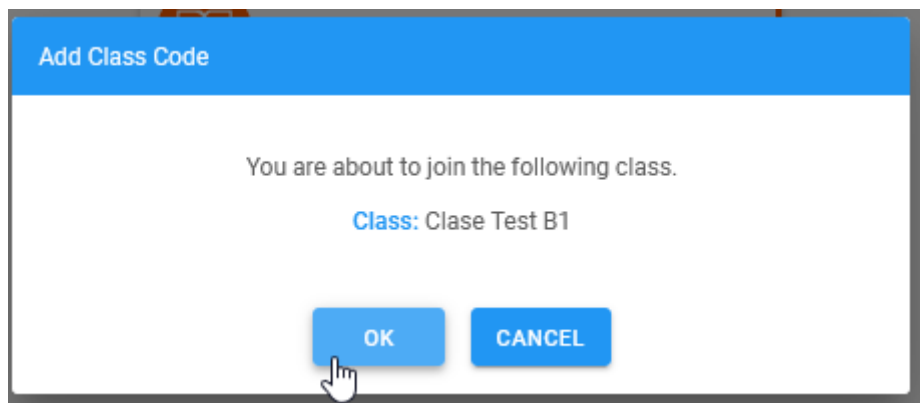 Add Class Code
You are about to join the following class.
Class: Clase Test B1
OK
CANCEL